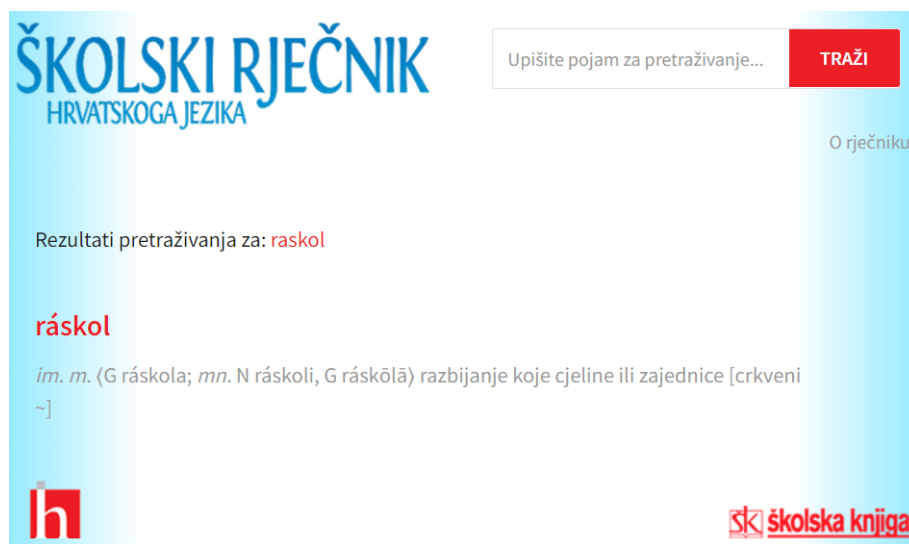 ŠKOLSKI RJEČNIK
HRVATSKOGA JEZIKA
Upišite pojam za pretraživanje...
TRAŽI
O rječniku
Rezultati pretraživanja za: raskol
ráskol
im. m. ⟨G ráskola; mn. N ráskoli, G ráskōlā⟩ razbijanje koje cjeline ili zajednice [crkveni
~]
h
šk školska knjiga